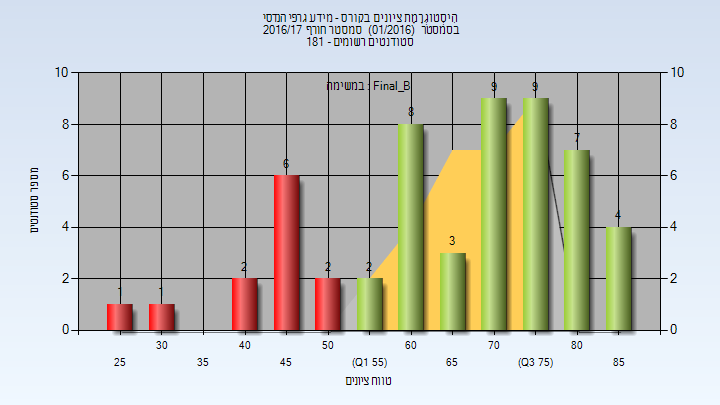 היסטוגרמת ציונים בקורס - מידע גרפי הנדסי
בסמסטר (01/2016) סמסטר חורף 2016/17
סטודנטים רשומים - 181
במשימה : Final_B
מספר סטודנטים
10 10
8 8
6 6
4 4
2 2
0 0
1 1 2 6 2 2 8 3 9 9 7 4
30 40 50 60 70 80
25 35 45 (Q1 55) 65 (Q3 75) 85
טווח ציונים